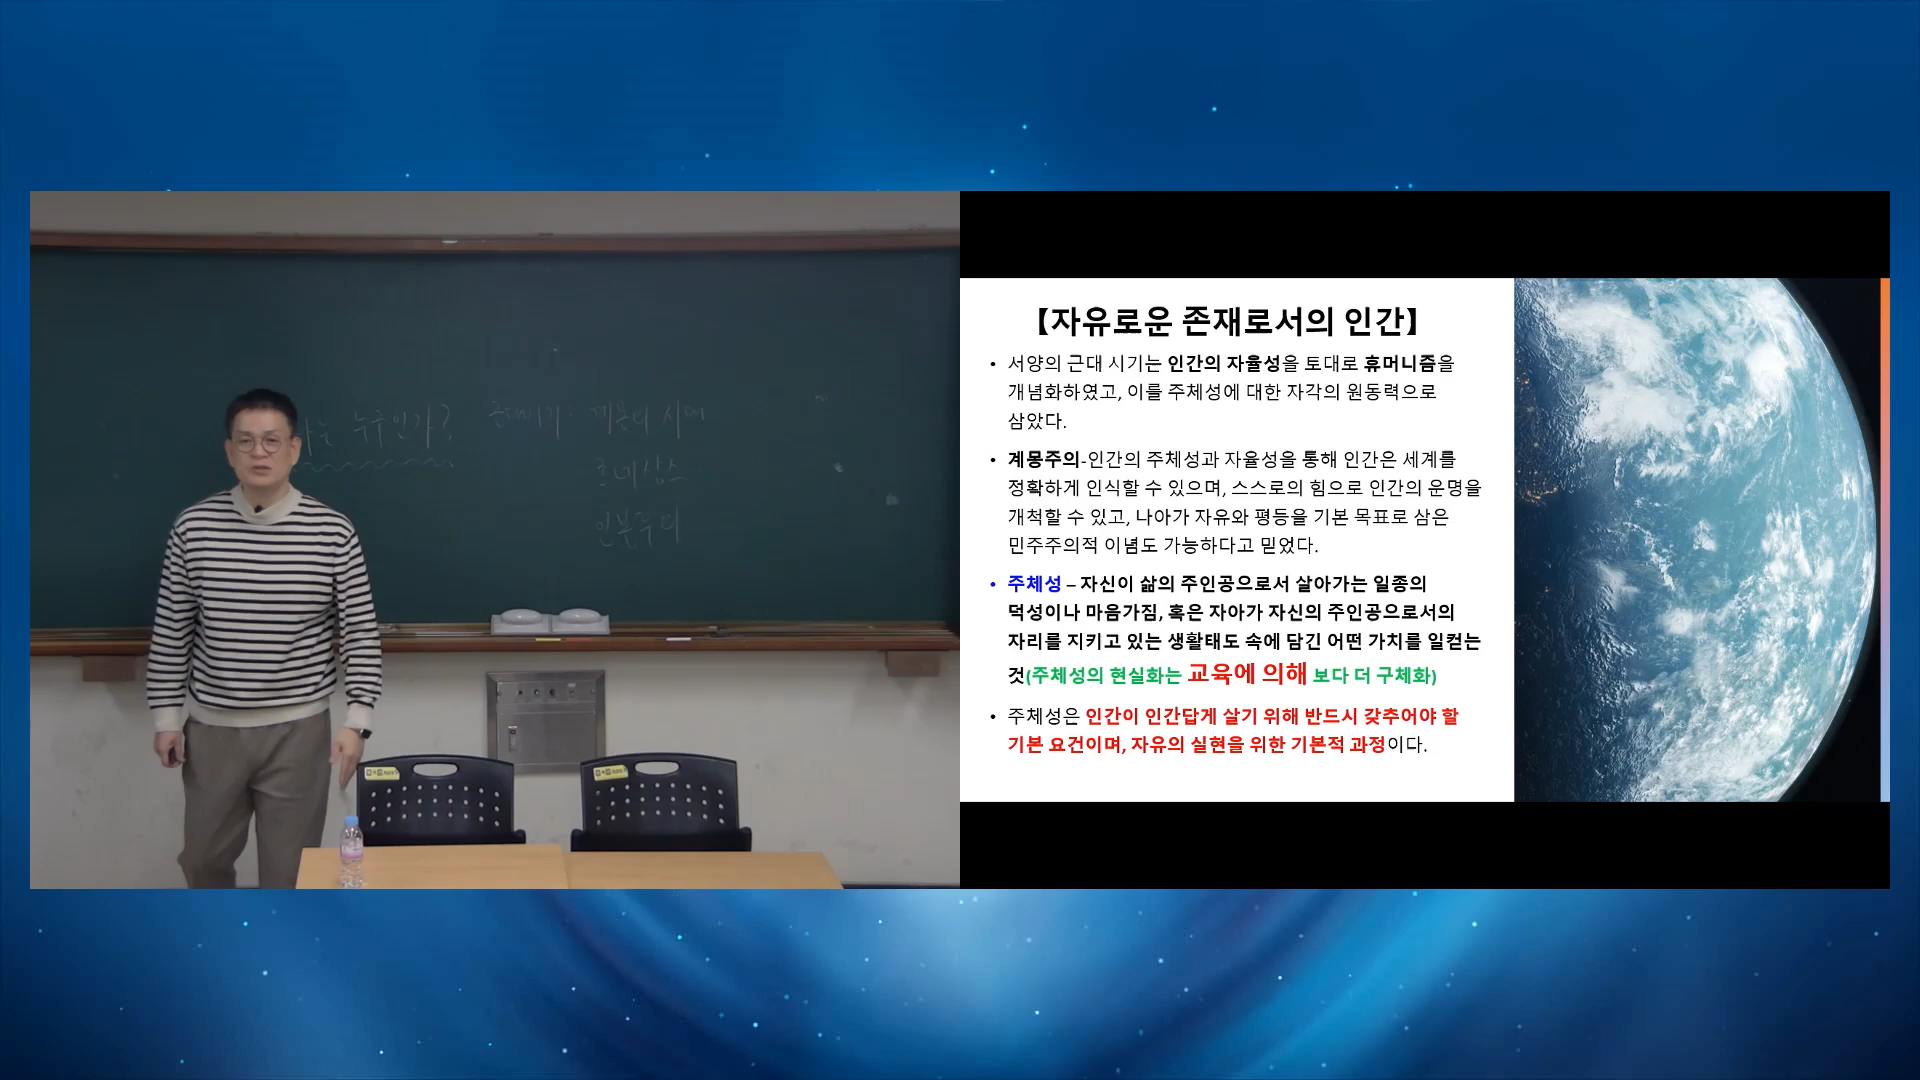 나는 누구인가?
근대시기: 계몽의 시대
르네상스
인본주의
【자유로운 존재로서의 인간】
• 서양의 근대 시기는 인간의 자율성을 토대로 휴머니즘을
개념화하였고, 이를 주체성에 대한 자각의 원동력으로
삼았다.
• 계몽주의-인간의 주체성과 자율성을 통해 인간은 세계를
정확하게 인식할 수 있으며, 스스로의 힘으로 인간의 운명을
개척할 수 있고, 나아가 자유와 평등을 기본 목표로 삼은
민주주의적 이념도 가능하다고 믿었다.
• 주체성 – 자신이 삶의 주인공으로서 살아가는 일종의
덕성이나 마음가짐, 혹은 자아가 자신의 주인공으로서의
자리를 지키고 있는 생활태도 속에 담긴 어떤 가치를 일컫는
것(주체성의 현실화는 교육에 의해 보다 더 구체화)
• 주체성은 인간이 인간답게 살기 위해 반드시 갖추어야 할
기본 요건이며, 자유의 실현을 위한 기본적 과정이다.